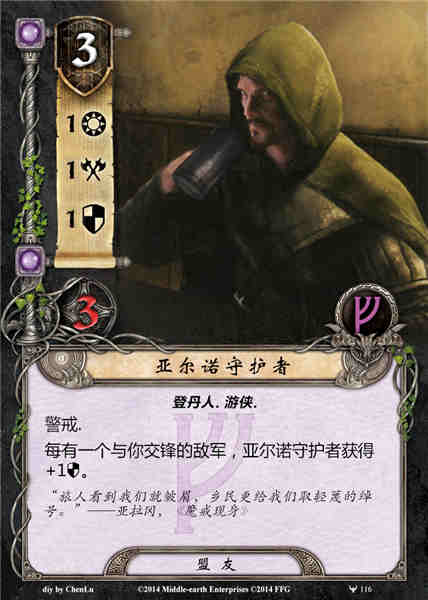 3
1
1
1
3
亚尔诺守护者
登丹人. 游侠.
警戒.
每有一个与你交锋的敌军，亚尔诺守护者获得
+1。
“旅人看到我们就皱眉，乡民更给我们取轻蔑的绰
号。”——亚拉冈，《魔戒现身》
盟友
diy by ChenLu
©2014 Middle-earth Enterprises ©2014 FFG
116